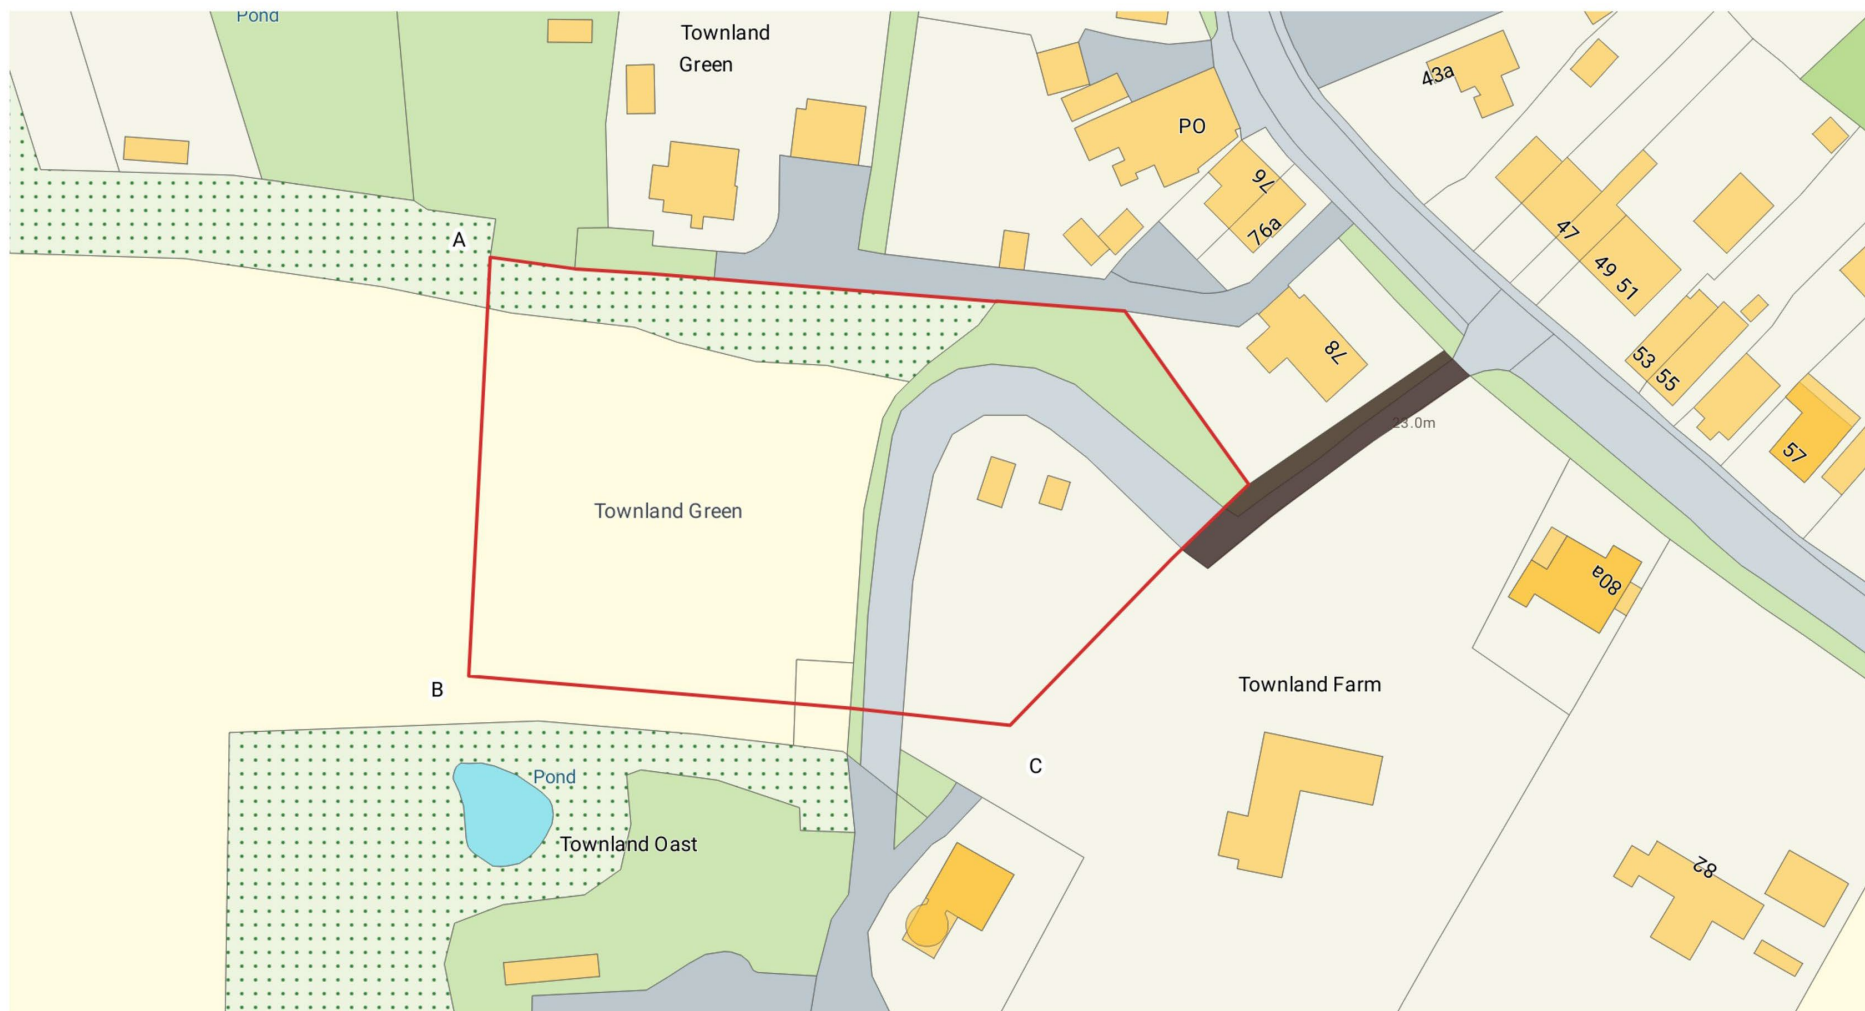 Pond
Townland
Green
43a
PO
76
76a
A
47
49 51
78
53 55
23.0m
57
Townland Green
80a
B
Townland Farm
C
Pond
Townland Oast
82